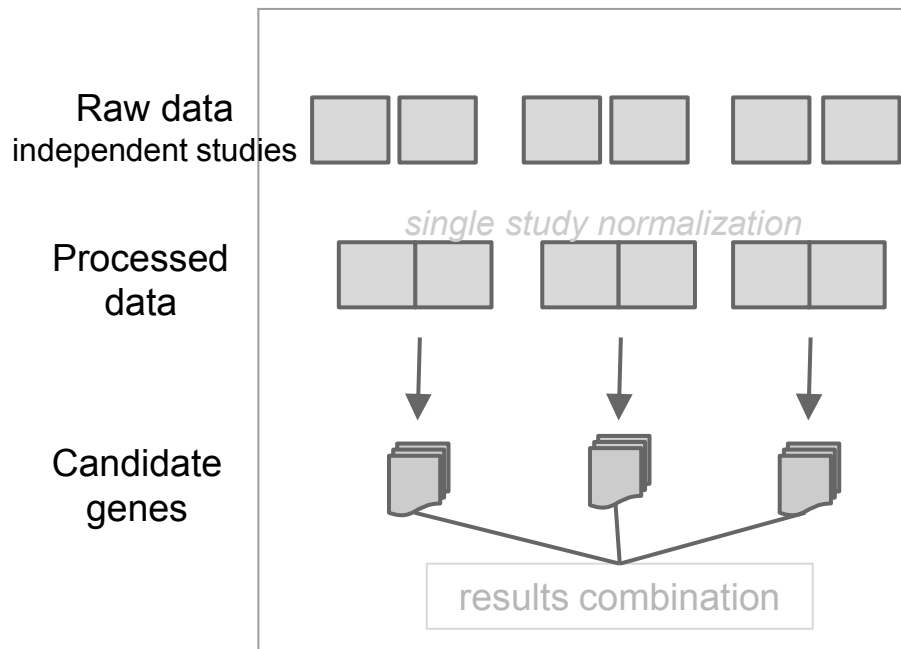 Raw data
independent studies
single study normalization
Processed
data
Candidate
genes
results combination